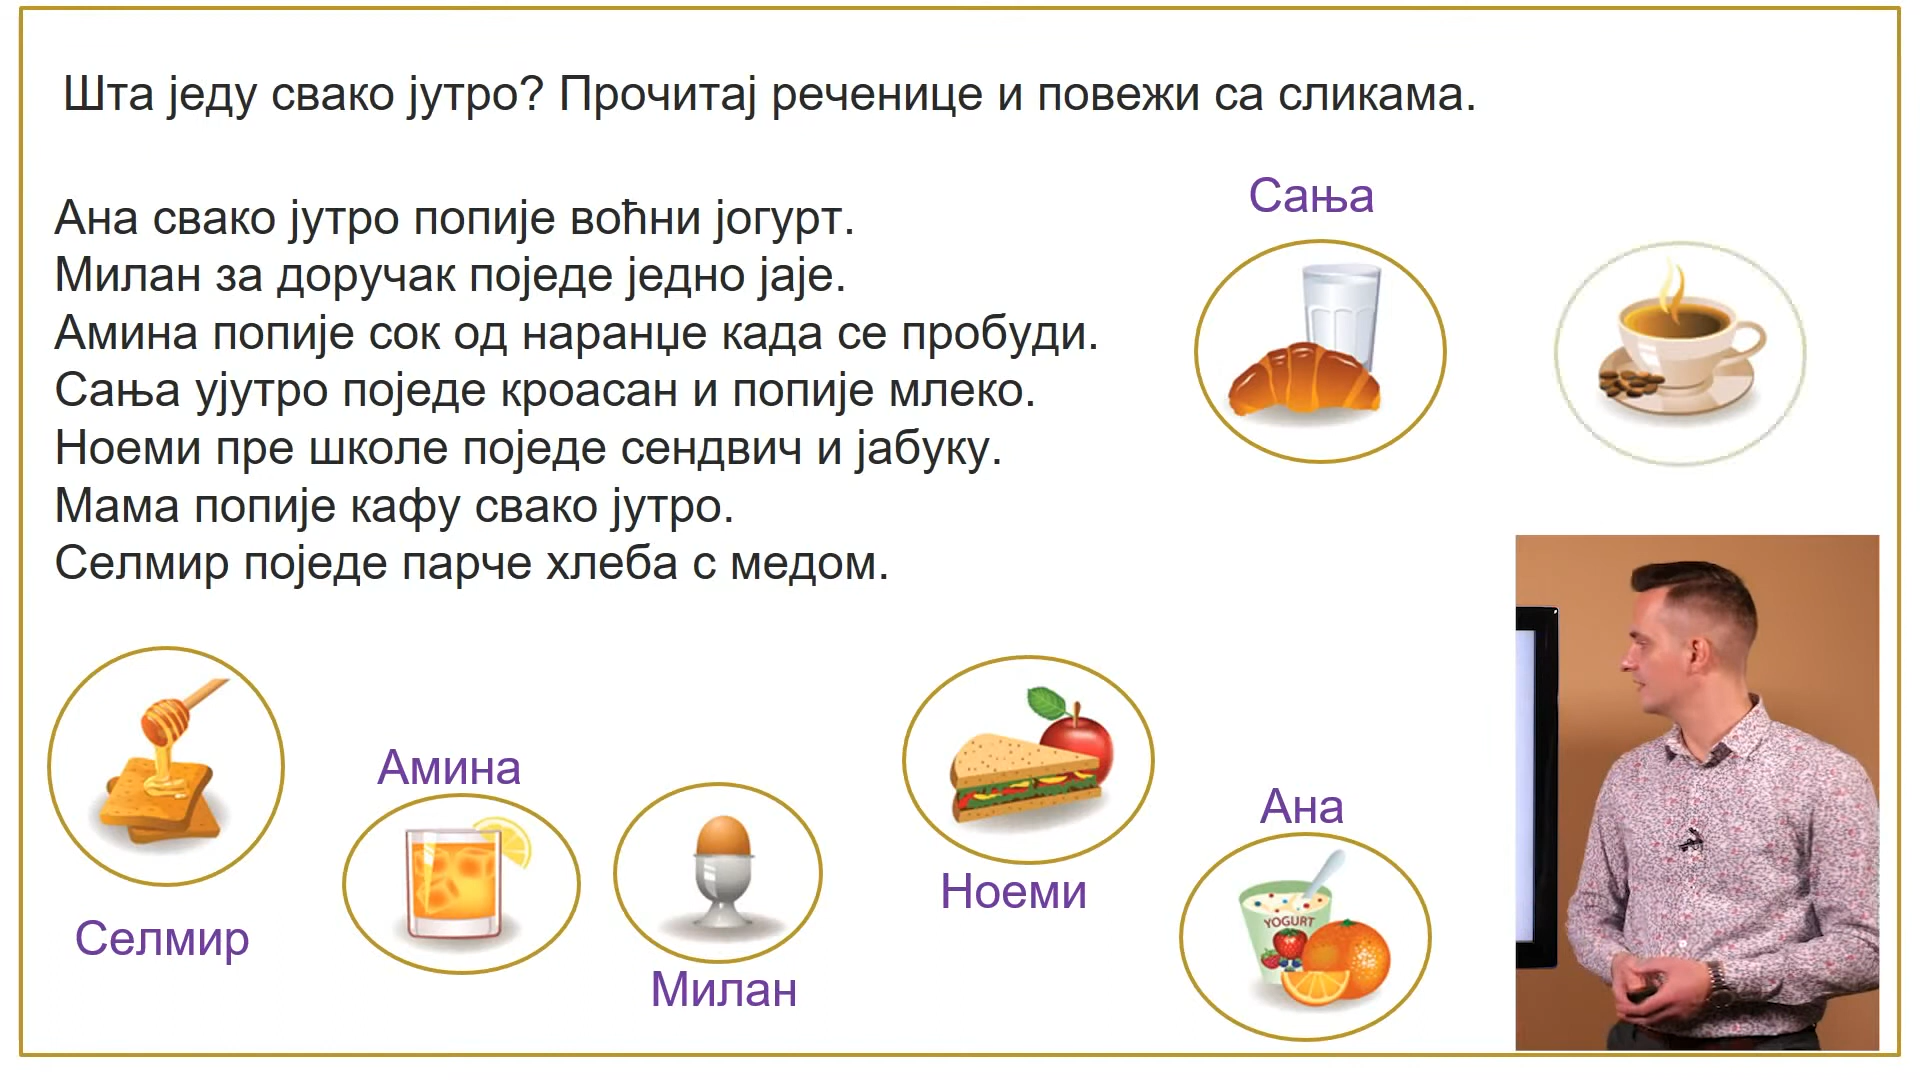 Шта једу свако јутро? Прочитај реченице и повежи са сликама.
Ана свако јутро попије воћни јогурт.
Милан за доручак поједе једно јаје.
Амина попије сок од наранџе када се пробуди.
Сања ујутро поједе кроасан и попије млеко.
Ноеми пре школе поједе сендвич и јабуку.
Мама попије кафу свако јутро.
Селмир поједе парче хлеба с медом.
Сања
Селмир
Амина
Милан
Ноеми
Ана
YOGURT